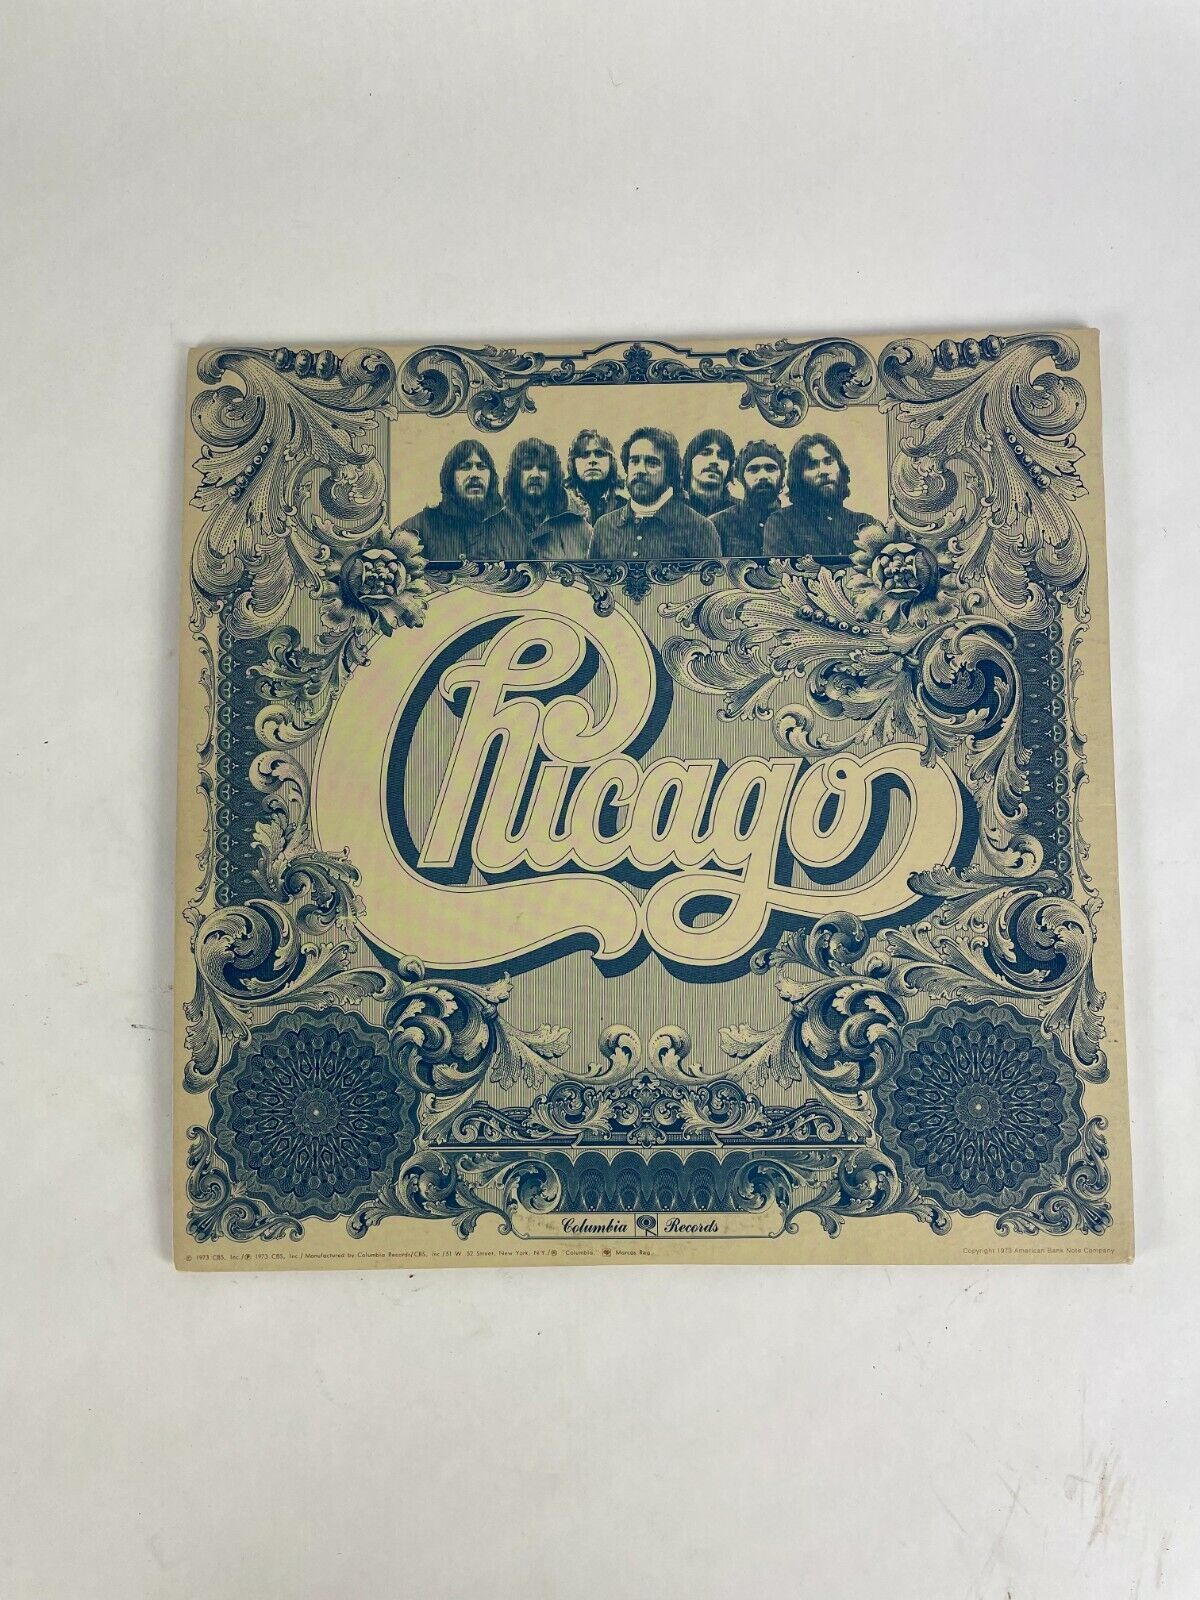 Chicago
Columbia Records
© 1973 CBS, Inc./℗ 1973 CBS, Inc./Manufactured by Columbia Records/CBS, Inc./51 W. 52 Street, New York, N.Y./® "Columbia," Marcas Reg.
Copyright 1973 American Bank Note Company